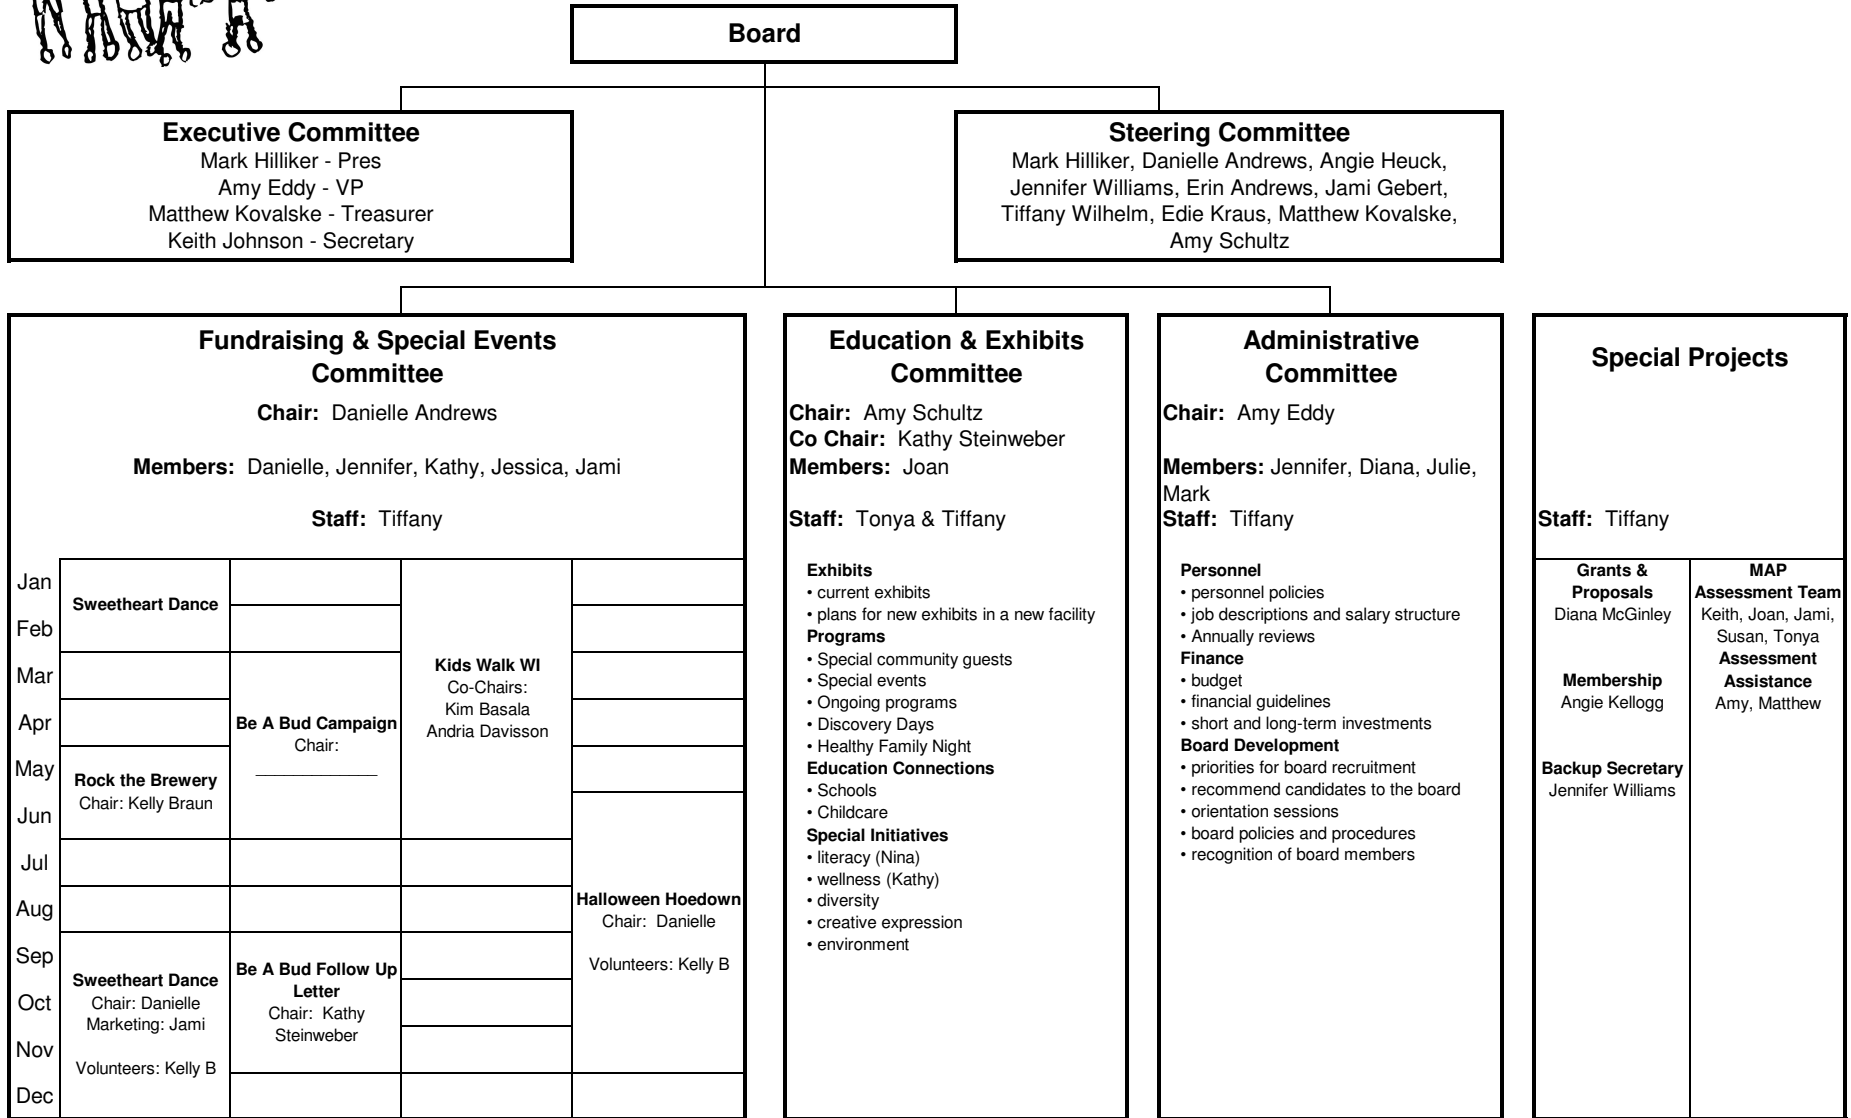 Board
Executive Committee
Mark Hilliker - Pres
Amy Eddy - VP
Matthew Kovalske - Treasurer
Keith Johnson - Secretary
Steering Committee
Mark Hilliker, Danielle Andrews, Angie Heuck,
Jennifer Williams, Erin Andrews, Jami Gebert,
Tiffany Wilhelm, Edie Kraus, Matthew Kovalske,
Amy Schultz
Fundraising & Special Events
Committee
Chair: Danielle Andrews
Members: Danielle, Jennifer, Kathy, Jessica, Jami
Staff: Tiffany
Jan
Feb
Mar
Apr
May
Jun
Jul
Aug
Sep
Oct
Nov
Dec
Sweetheart Dance
Rock the Brewery
Chair: Kelly Braun
Sweetheart Dance
Chair: Danielle
Marketing: Jami
Volunteers: Kelly B
Be A Bud Campaign
Chair:
______________
Be A Bud Follow Up
Letter
Chair: Kathy
Steinweber
Kids Walk WI
Co-Chairs:
Kim Basala
Andria Davisson
Halloween Hoedown
Chair: Danielle
Volunteers: Kelly B
Education & Exhibits
Committee
Chair: Amy Schultz
Co Chair: Kathy Steinweber
Members: Joan
Staff: Tonya & Tiffany
Exhibits
• current exhibits
• plans for new exhibits in a new facility
Programs
• Special community guests
• Special events
• Ongoing programs
• Discovery Days
• Healthy Family Night
Education Connections
• Schools
• Childcare
Special Initiatives
• literacy (Nina)
• wellness (Kathy)
• diversity
• creative expression
• environment
Administrative
Committee
Chair: Amy Eddy
Members: Jennifer, Diana, Julie,
Mark
Staff: Tiffany
Personnel
• personnel policies
• job descriptions and salary structure
• Annually reviews
Finance
• budget
• financial guidelines
• short and long-term investments
Board Development
• priorities for board recruitment
• recommend candidates to the board
• orientation sessions
• board policies and procedures
• recognition of board members
Special Projects
Staff: Tiffany
Grants &
Proposals
Diana McGinley
Membership
Angie Kellogg
Backup Secretary
Jennifer Williams
MAP
Assessment Team
Keith, Joan, Jami,
Susan, Tonya
Assessment
Assistance
Amy, Matthew